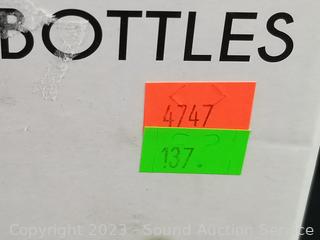 BOTTLES
4747
137.
Copyright 2023 - Sound Auction Service